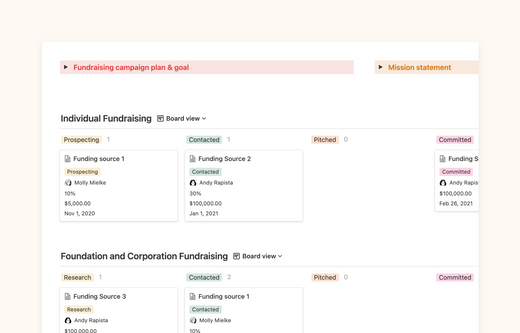 Fundraising campaign plan & goal
Mission statement
Individual Fundraising Board view
Prospecting 1
Contacted 1
Pitched 0
Committed
Funding source 1
Prospecting
Molly Mielke
10%
$5,000.00
Nov 1, 2020
Funding Source 2
Contacted
Andy Rapista
30%
$100,000.00
Jan 1, 2021
Funding S
Committed
Andy Rapis
$100,000.00
Feb 26, 2021
Foundation and Corporation Fundraising Board view
Research 1
Contacted 2
Pitched 0
Committed
Funding Source 3
Research
Andy Rapista
$100,000.00
Funding source 1
Contacted
Molly Mielke
10%